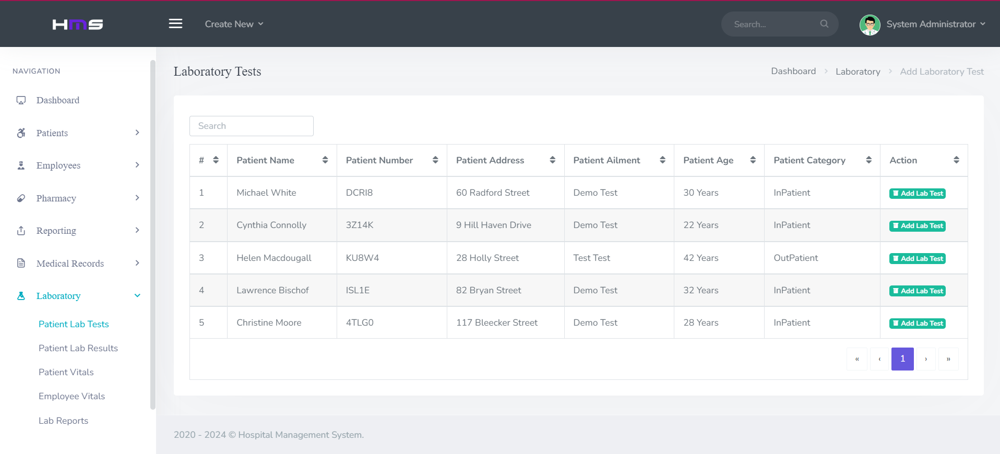 HMS
Create New
Search...
System Administrator
NAVIGATION
Dashboard
Patients
Employees
Pharmacy
Reporting
Medical Records
Laboratory
Patient Lab Tests
Patient Lab Results
Patient Vitals
Employee Vitals
Lab Reports
Laboratory Tests
Dashboard > Laboratory > Add Laboratory Test
Search
# Patient Name Patient Number Patient Address Patient Ailment Patient Age Patient Category Action
1 Michael White DCRI8 60 Radford Street Demo Test 30 Years InPatient Add Lab Test
2 Cynthia Connolly 3Z14K 9 Hill Haven Drive Demo Test 22 Years InPatient Add Lab Test
3 Helen Macdougall KU8W4 28 Holly Street Test Test 42 Years OutPatient Add Lab Test
4 Lawrence Bischof ISL1E 82 Bryan Street Demo Test 32 Years InPatient Add Lab Test
5 Christine Moore 4TLG0 117 Bleecker Street Demo Test 28 Years InPatient Add Lab Test
« ‹ 1 › »
2020 - 2024 © Hospital Management System.